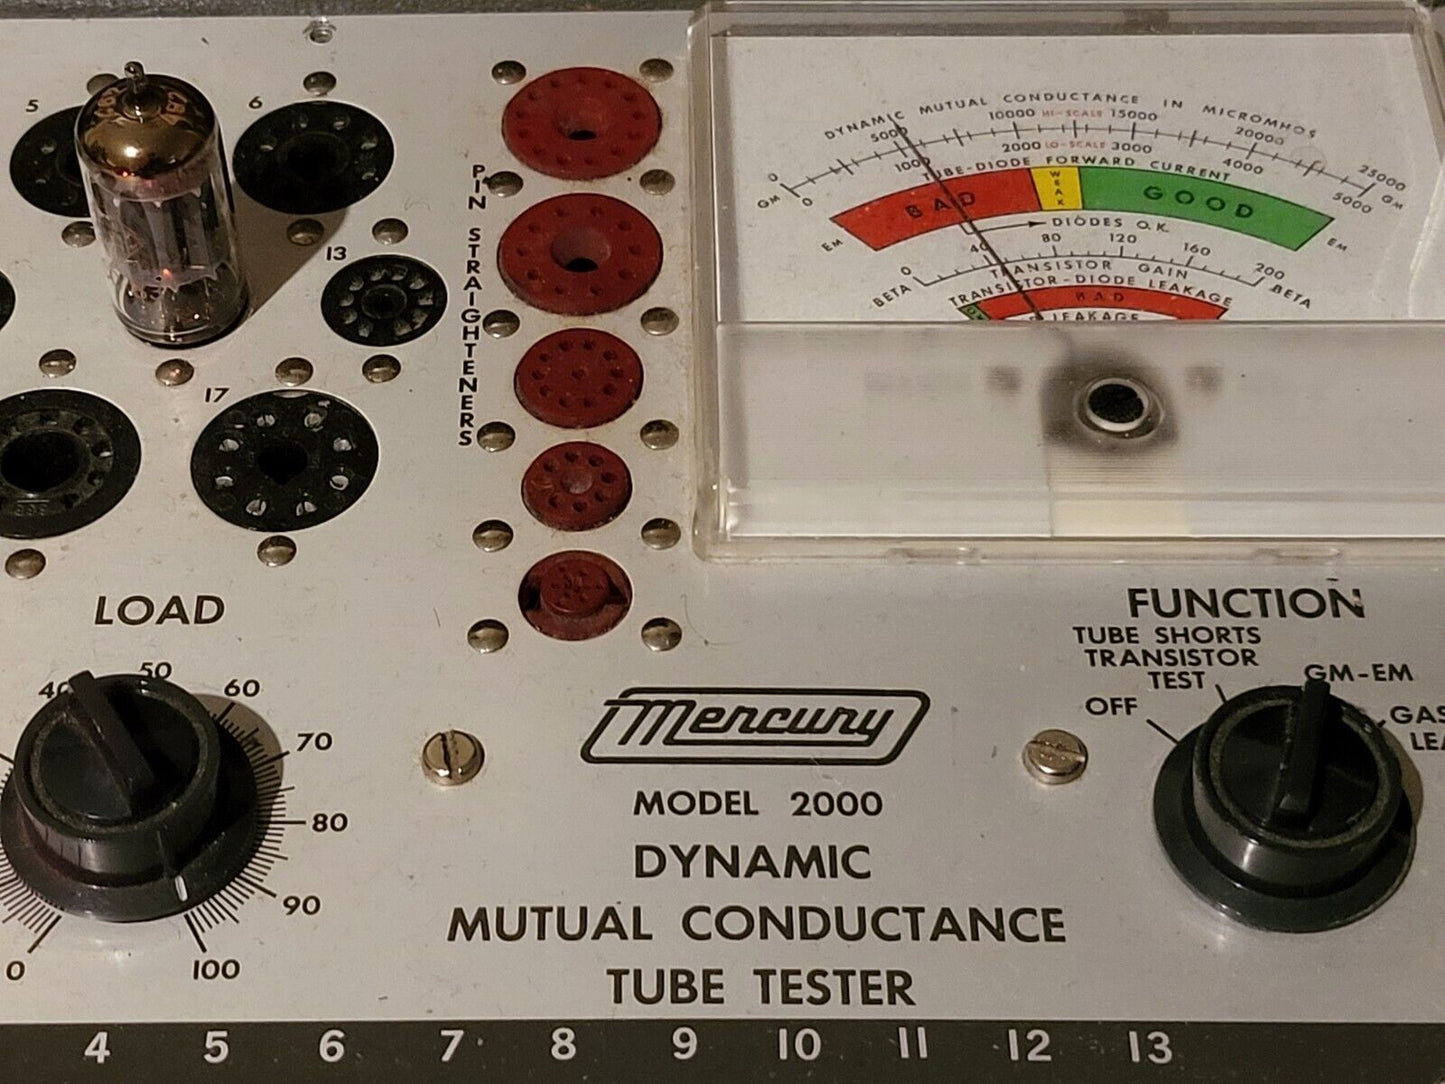 5
6
13
17
PIN STRAIGHTENERS
DYNAMIC MUTUAL CONDUCTANCE IN MICROMHOS
0 5000 10000 HI-SCALE 15000 20000 25000
GM 0 1000 2000 LO-SCALE 3000 4000 5000 GM
TUBE-DIODE FORWARD CURRENT
EM BAD WEAK GOOD EM
DIODES O.K.
BETA 0 40 80 120 160 200 BETA
TRANSISTOR GAIN
TRANSISTOR-DIODE LEAKAGE
BAD
LEAKAGE
LOAD
0 40 50 60 70 80 90 100
FUNCTION
OFF
TUBE SHORTS
TRANSISTOR
TEST
GM-EM
Mercury
MODEL 2000
DYNAMIC
MUTUAL CONDUCTANCE
TUBE TESTER
4 5 6 7 8 9 10 11 12 13